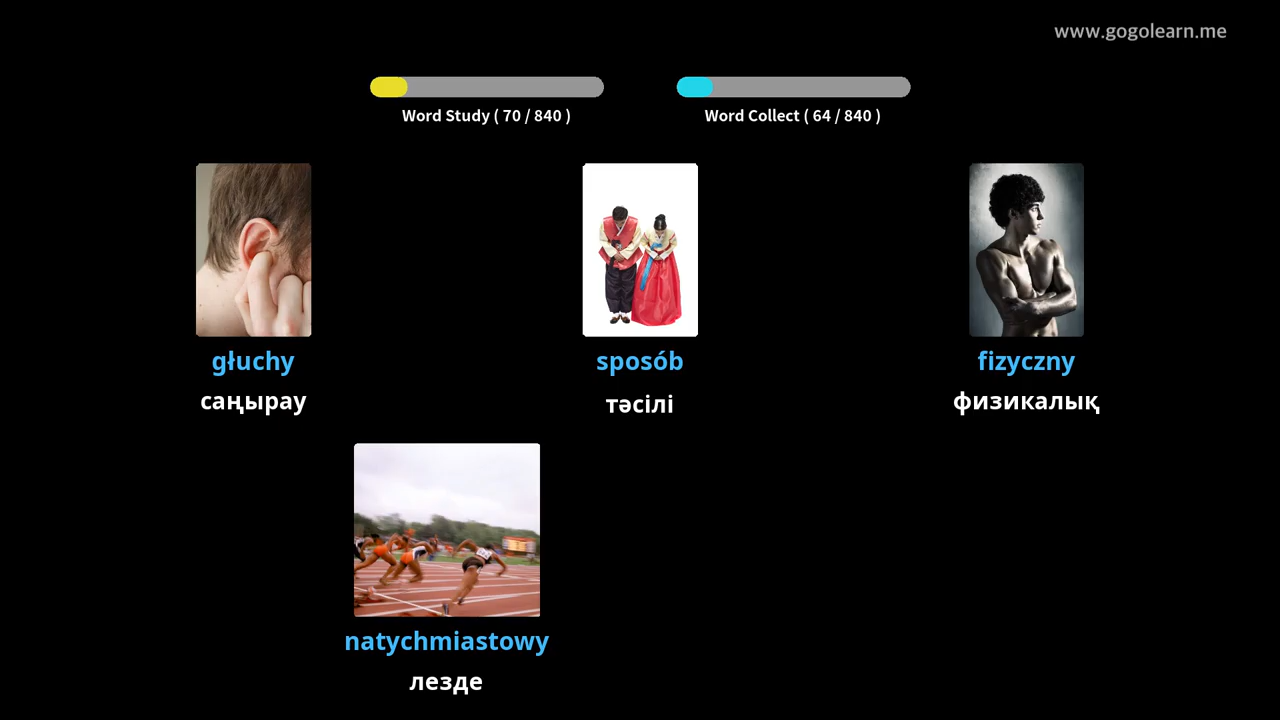 www.gogolearn.me
Word Study ( 70 / 840 )
Word Collect ( 64 / 840 )
głuchy
саңырау
sposób
тәсілі
fizyczny
физикалық
natychmiastowy
лезде